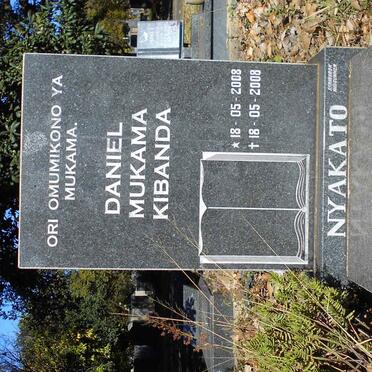 ORI OMUMIKONO YA
MUKAMA.
DANIEL
MUKAMA
KIBANDA
★ 18 - 05 - 2008
✝ 18 - 05 - 2008
NYAKATO